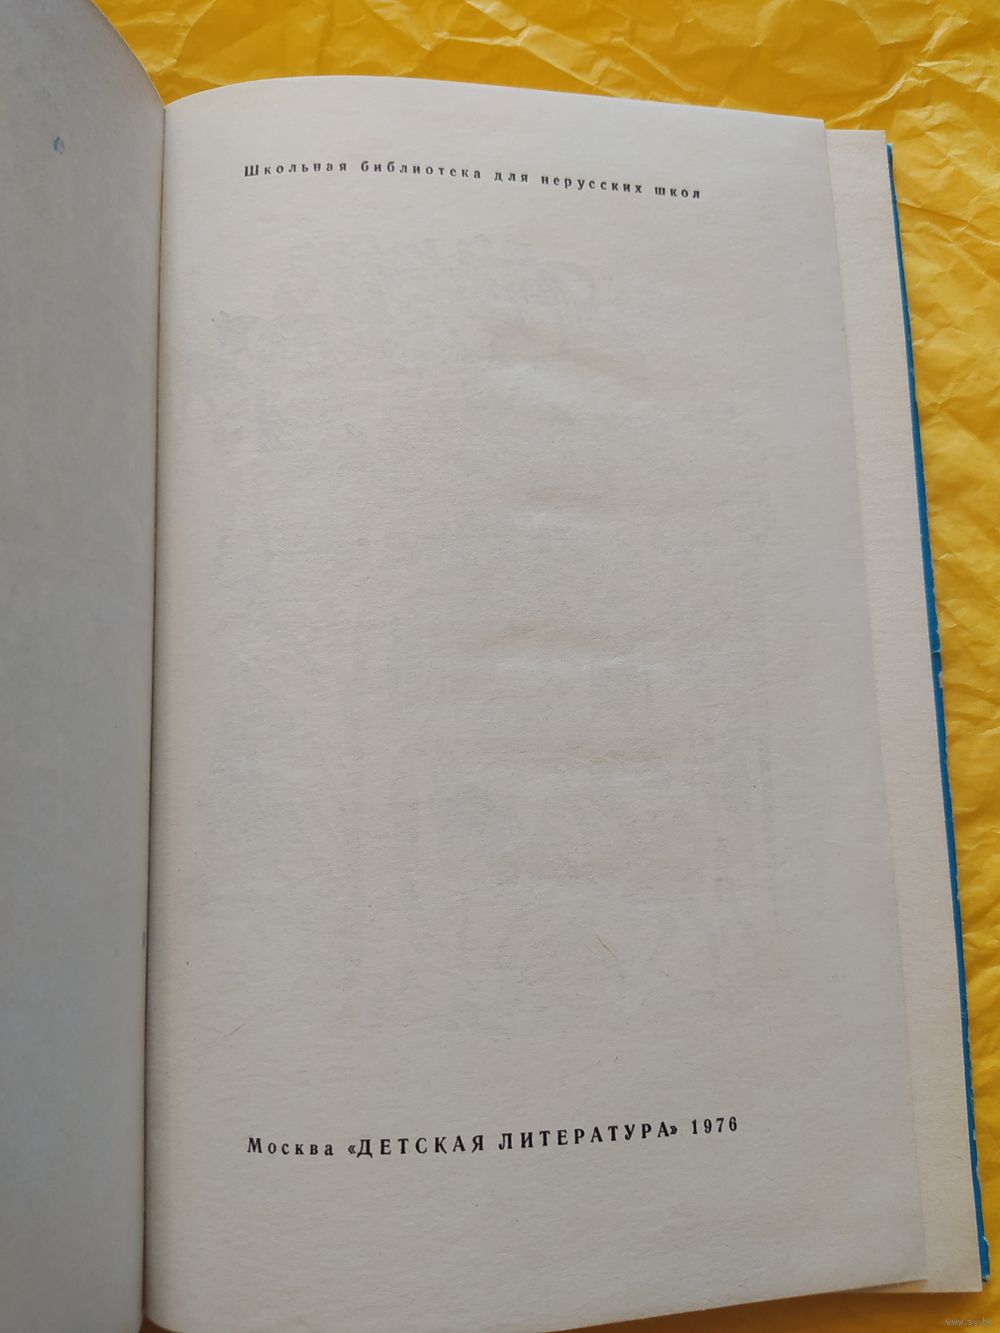 Школьная библиотека для нерусских школ
Москва «ДЕТСКАЯ ЛИТЕРАТУРА» 1976